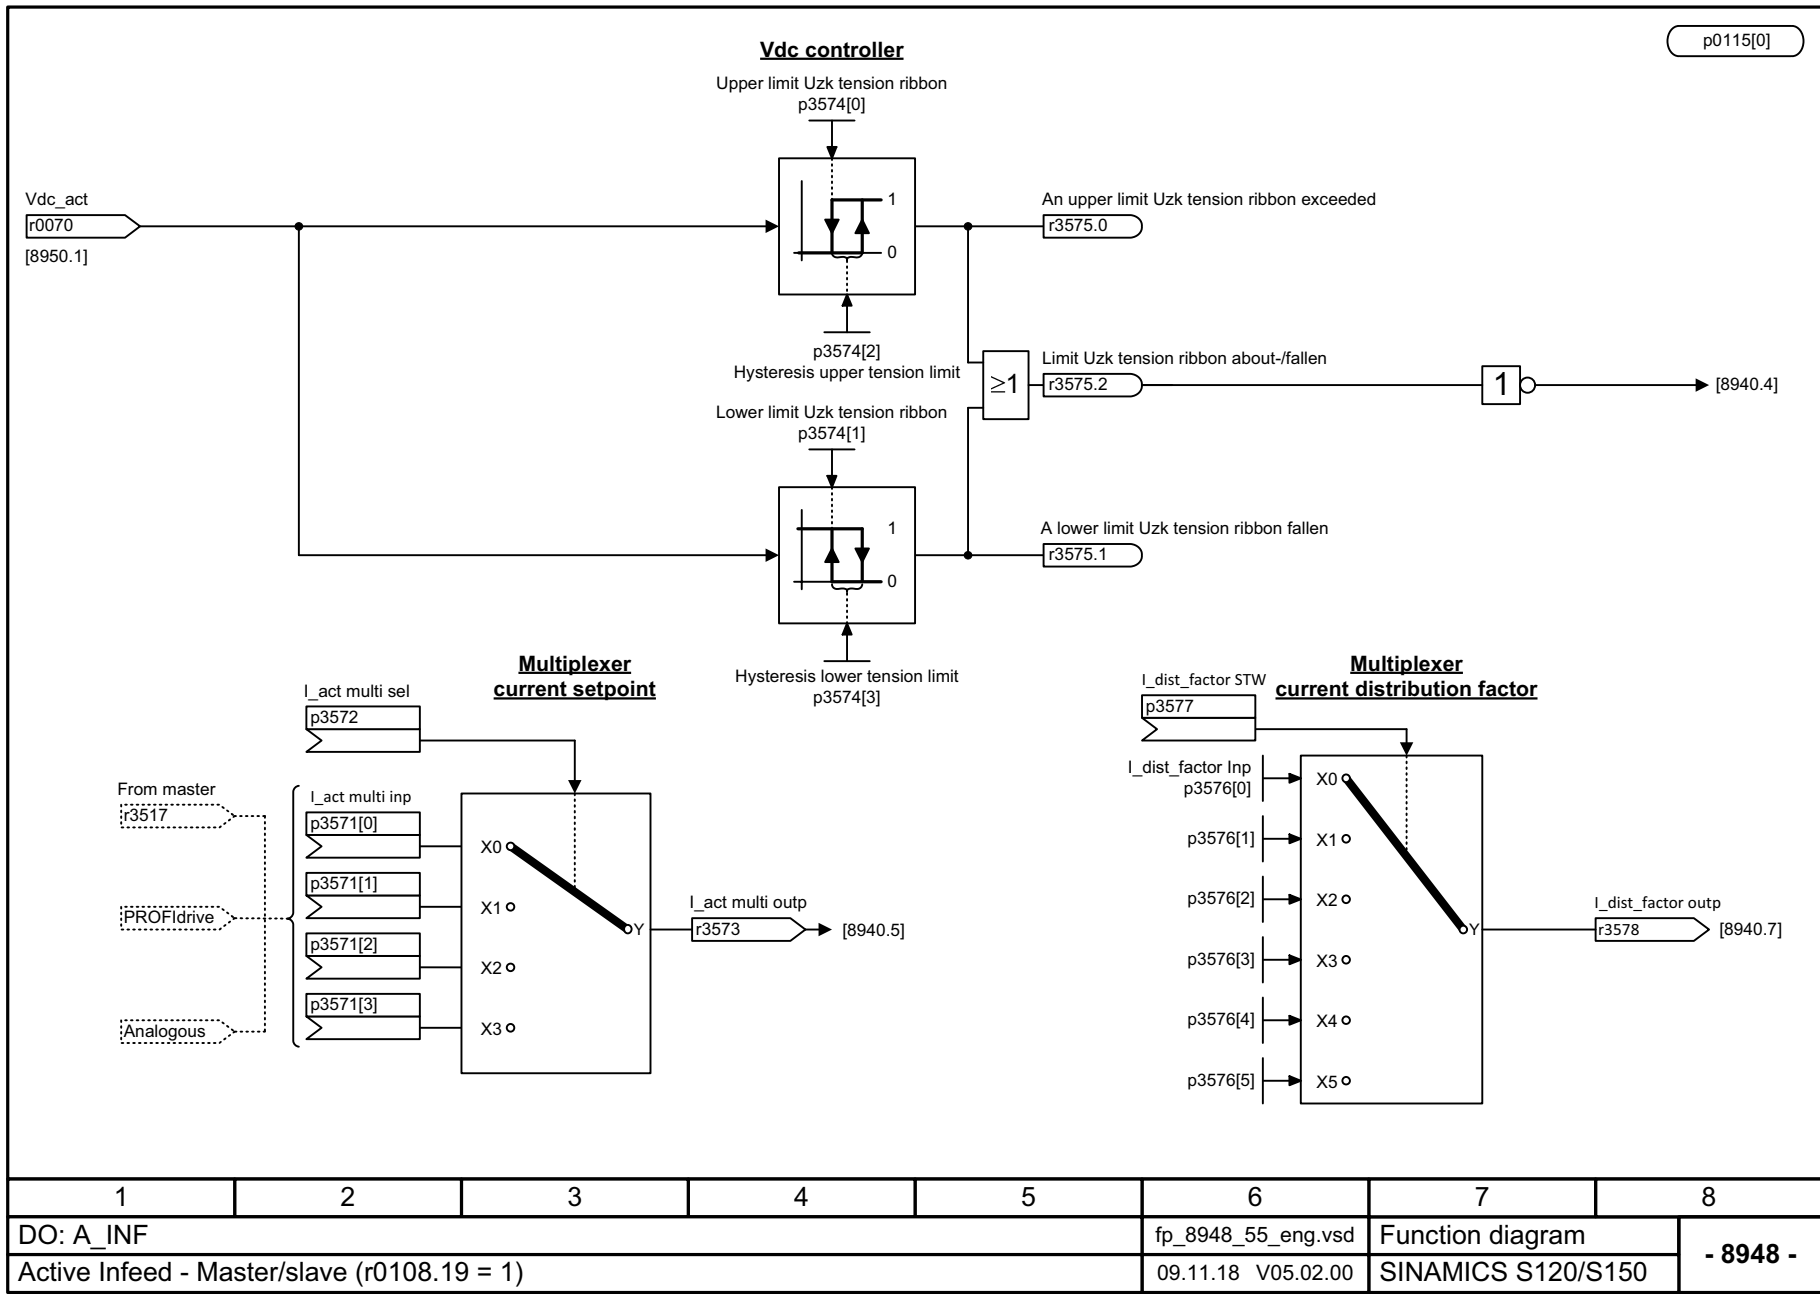 p0115[0]
Vdc controller
Upper limit Uzk tension ribbon
p3574[0]
Vdc_act
r0070
[8950.1]
1
0
An upper limit Uzk tension ribbon exceeded
r3575.0
p3574[2]
Hysteresis upper tension limit
≥1
Limit Uzk tension ribbon about-/fallen
r3575.2
1
[8940.4]
Lower limit Uzk tension ribbon
p3574[1]
1
0
A lower limit Uzk tension ribbon fallen
r3575.1
Hysteresis lower tension limit
p3574[3]
Multiplexer
current setpoint
I_act multi sel
p3572
From master
r3517
PROFIdrive
Analogous
I_act multi inp
p3571[0]
p3571[1]
p3571[2]
p3571[3]
X0
X1
X2
X3
Y
I_act multi outp
r3573
[8940.5]
Multiplexer
current distribution factor
I_dist_factor STW
p3577
I_dist_factor Inp
p3576[0]
p3576[1]
p3576[2]
p3576[3]
p3576[4]
p3576[5]
X0
X1
X2
X3
X4
X5
Y
I_dist_factor outp
r3578
[8940.7]
1 2 3 4 5 6 7 8
DO: A_INF
fp_8948_55_eng.vsd
Function diagram
- 8948 -
Active Infeed - Master/slave (r0108.19 = 1)
09.11.18 V05.02.00
SINAMICS S120/S150